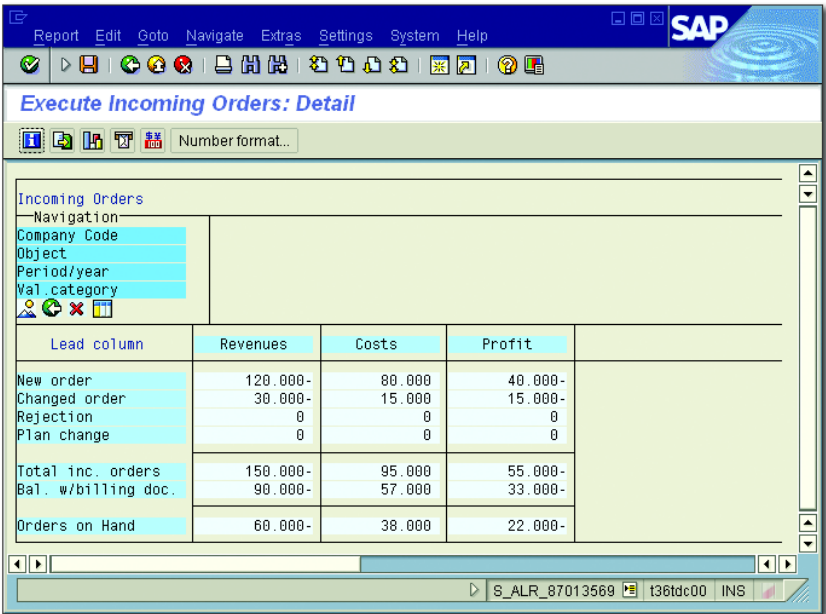 Report Edit Goto Navigate Extras Settings System Help
SAP
Execute Incoming Orders: Detail
Number format...
Incoming Orders
Navigation
Company Code
Object
Period/year
Val.category
Lead column Revenues Costs Profit
New order 120.000- 80.000 40.000-
Changed order 30.000- 15.000 15.000-
Rejection 0 0 0
Plan change 0 0 0
Total inc. orders 150.000- 95.000 55.000-
Bal. w/billing doc. 90.000- 57.000 33.000-
Orders on Hand 60.000- 38.000 22.000-
S_ALR_87013569 t36tdc00 INS